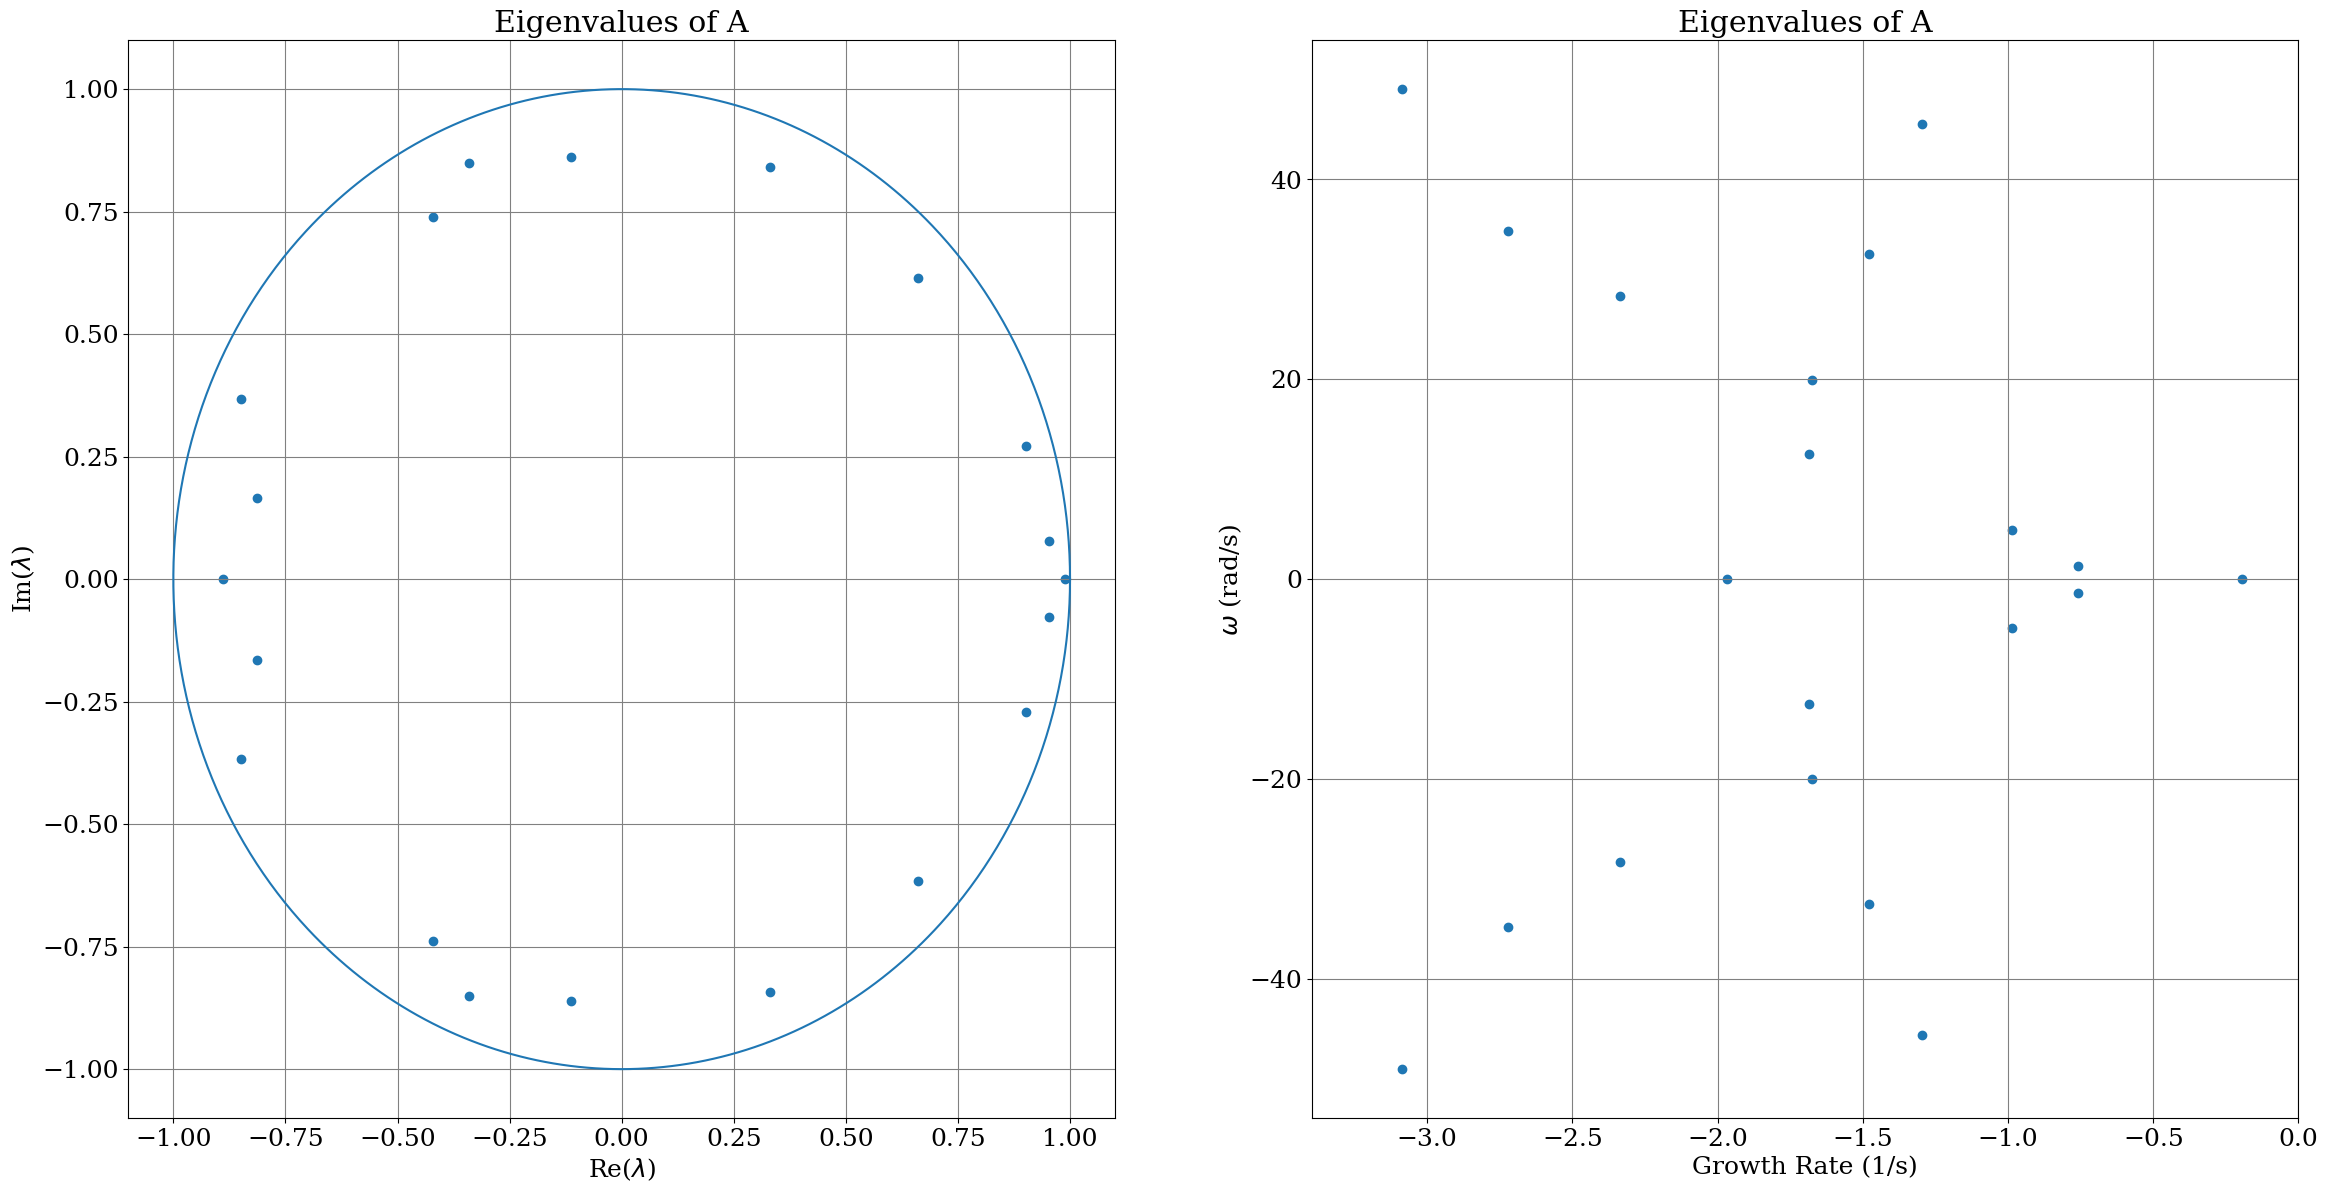 Eigenvalues of A
1.00
0.75
0.50
0.25
0.00
−0.25
−0.50
−0.75
−1.00
Im(λ)
−1.00 −0.75 −0.50 −0.25 0.00 0.25 0.50 0.75 1.00
Re(λ)
Eigenvalues of A
40
20
0
−20
−40
ω (rad/s)
−3.0 −2.5 −2.0 −1.5 −1.0 −0.5 0.0
Growth Rate (1/s)